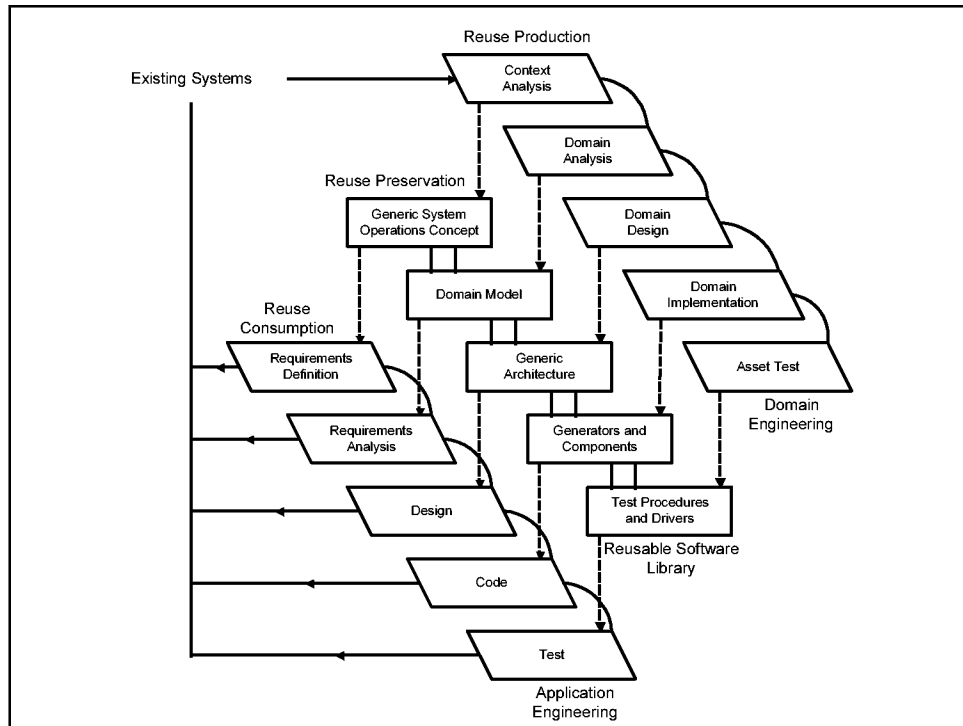 Reuse Production
Existing Systems
Context
Analysis
Domain
Analysis
Reuse Preservation
Generic System
Operations Concept
Domain
Design
Domain Model
Domain
Implementation
Reuse
Consumption
Requirements
Definition
Generic
Architecture
Asset Test
Domain
Engineering
Requirements
Analysis
Generators and
Components
Design
Test Procedures
and Drivers
Reusable Software
Library
Code
Test
Application
Engineering